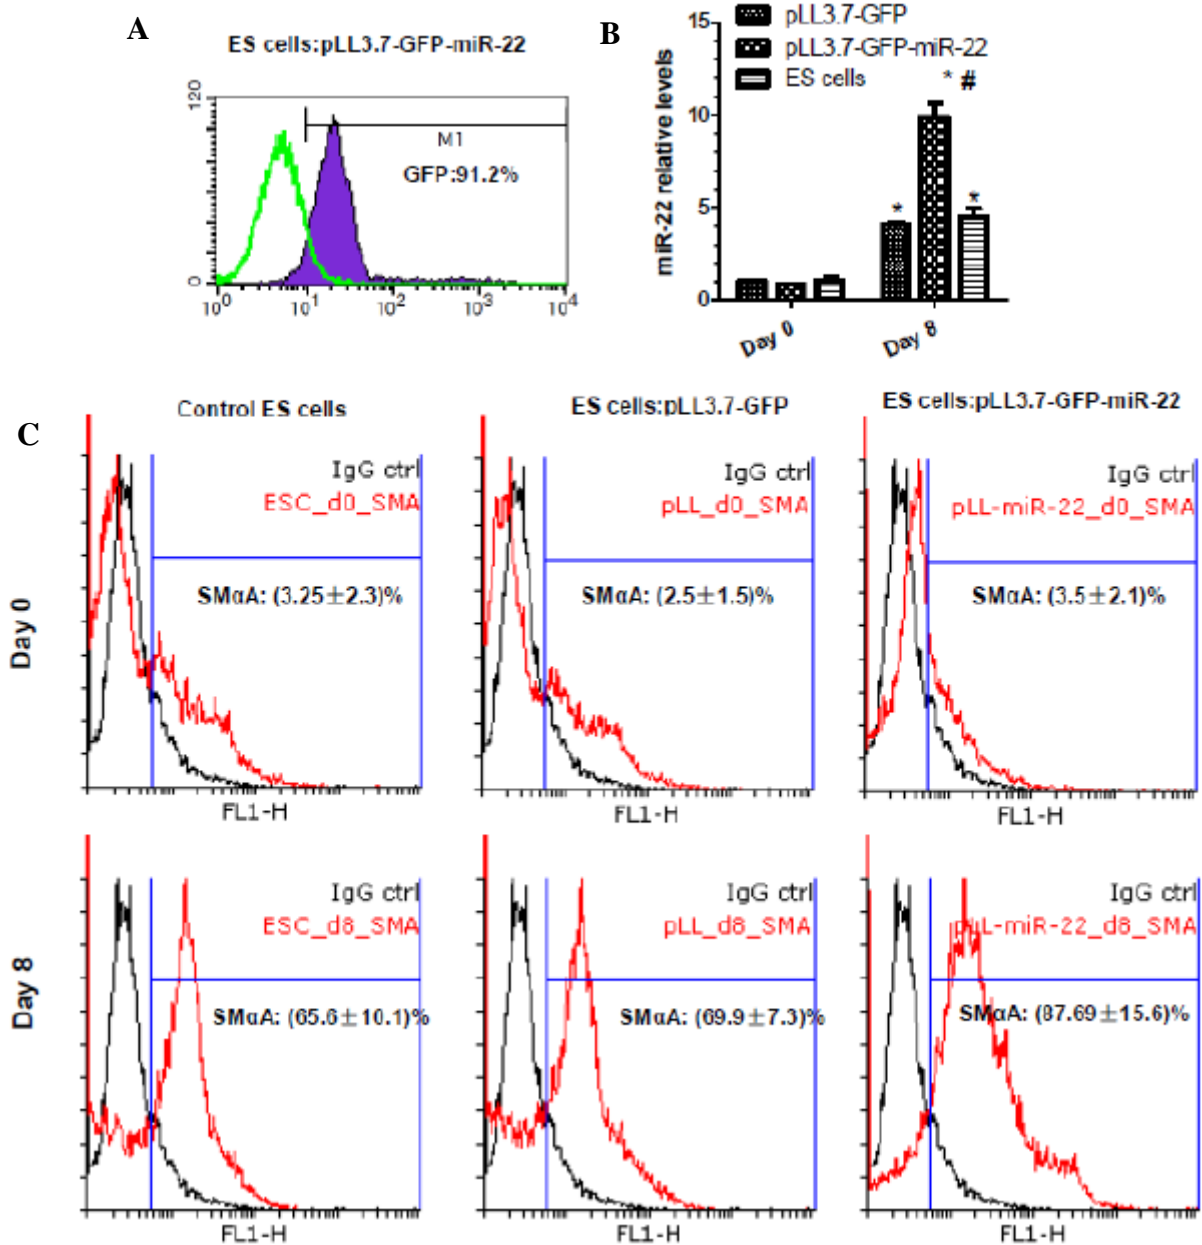 A
ES cells:pLL3.7-GFP-miR-22
120
0
M1
GFP:91.2%
10^0 10^1 10^2 10^3 10^4
B
pLL3.7-GFP
pLL3.7-GFP-miR-22
ES cells
miR-22 relative levels
15
10
5
0
* #
*
*
Day 0
Day 8
C
Control ES cells
ES cells:pLL3.7-GFP
ES cells:pLL3.7-GFP-miR-22
Day 0
IgG ctrl
ESC_d0_SMA
SMαA: (3.25±2.3)%
FL1-H
IgG ctrl
pLL_d0_SMA
SMαA: (2.5±1.5)%
FL1-H
IgG ctrl
pLL-miR-22_d0_SMA
SMαA: (3.5±2.1)%
FL1-H
Day 8
IgG ctrl
ESC_d8_SMA
SMαA: (65.6±10.1)%
FL1-H
IgG ctrl
pLL_d8_SMA
SMαA: (69.9±7.3)%
FL1-H
IgG ctrl
pLL-miR-22_d8_SMA
SMαA: (87.69±15.6)%
FL1-H